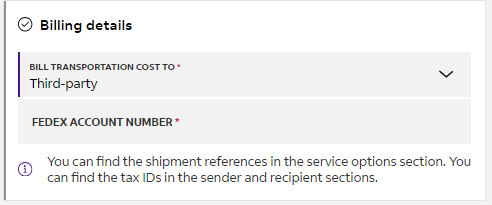 Billing details
BILL TRANSPORTATION COST TO *
Third-party
FEDEX ACCOUNT NUMBER *
You can find the shipment references in the service options section. You
can find the tax IDs in the sender and recipient sections.